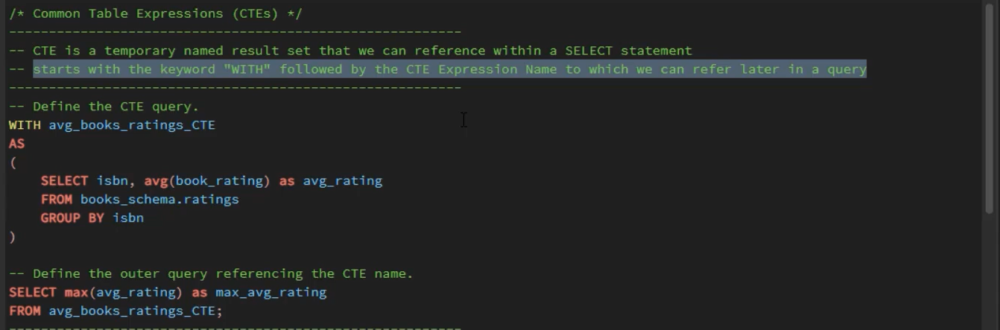 /* Common Table Expressions (CTEs) */
---------------------------------------------------------
-- CTE is a temporary named result set that we can reference within a SELECT statement
-- starts with the keyword "WITH" followed by the CTE Expression Name to which we can refer later in a query
---------------------------------------------------------
-- Define the CTE query.
WITH avg_books_ratings_CTE
AS
(
    SELECT isbn, avg(book_rating) as avg_rating
    FROM books_schema.ratings
    GROUP BY isbn
)
-- Define the outer query referencing the CTE name.
SELECT max(avg_rating) as max_avg_rating
FROM avg_books_ratings_CTE;
---------------------------------------------------------